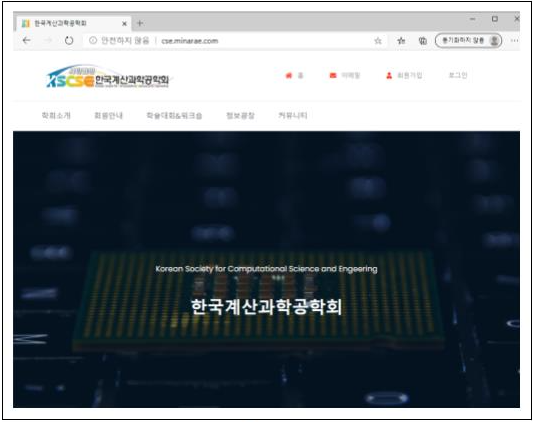 한국계산과학공학회
안전하지 않음 | cse.minarae.com
동기화하지 않음
KSCSE 한국계산과학공학회
홈
이메일
회원가입
로그인
학회소개
회원안내
학술대회&워크숍
정보광장
커뮤니티
Korean Society for Computational Science and Engeering
한국계산과학공학회